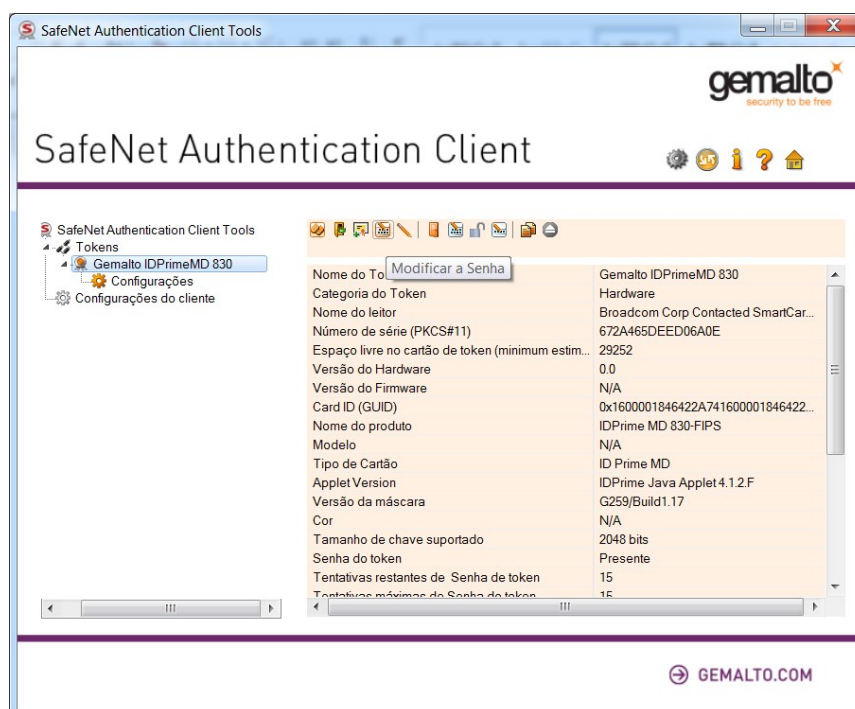 SafeNet Authentication Client Tools
gemalto
security to be free
SafeNet Authentication Client
SafeNet Authentication Client Tools
Tokens
Gemalto IDPrimeMD 830
Configurações
Configurações do cliente
Modificar a Senha
Nome do To Gemalto IDPrimeMD 830
Categoria do Token Hardware
Nome do leitor Broadcom Corp Contacted SmartCar...
Número de série (PKCS#11) 672A465DEED06A0E
Espaço livre no cartão de token (minimum estim... 29252
Versão do Hardware 0.0
Versão do Firmware N/A
Card ID (GUID) 0x1600001846422A741600001846422...
Nome do produto IDPrime MD 830-FIPS
Modelo N/A
Tipo de Cartão ID Prime MD
Applet Version IDPrime Java Applet 4.1.2.F
Versão da máscara G259/Build1.17
Cor N/A
Tamanho de chave suportado 2048 bits
Senha do token Presente
Tentativas restantes de Senha de token 15
Tentativas máximas de Senha de token 15
GEMALTO.COM